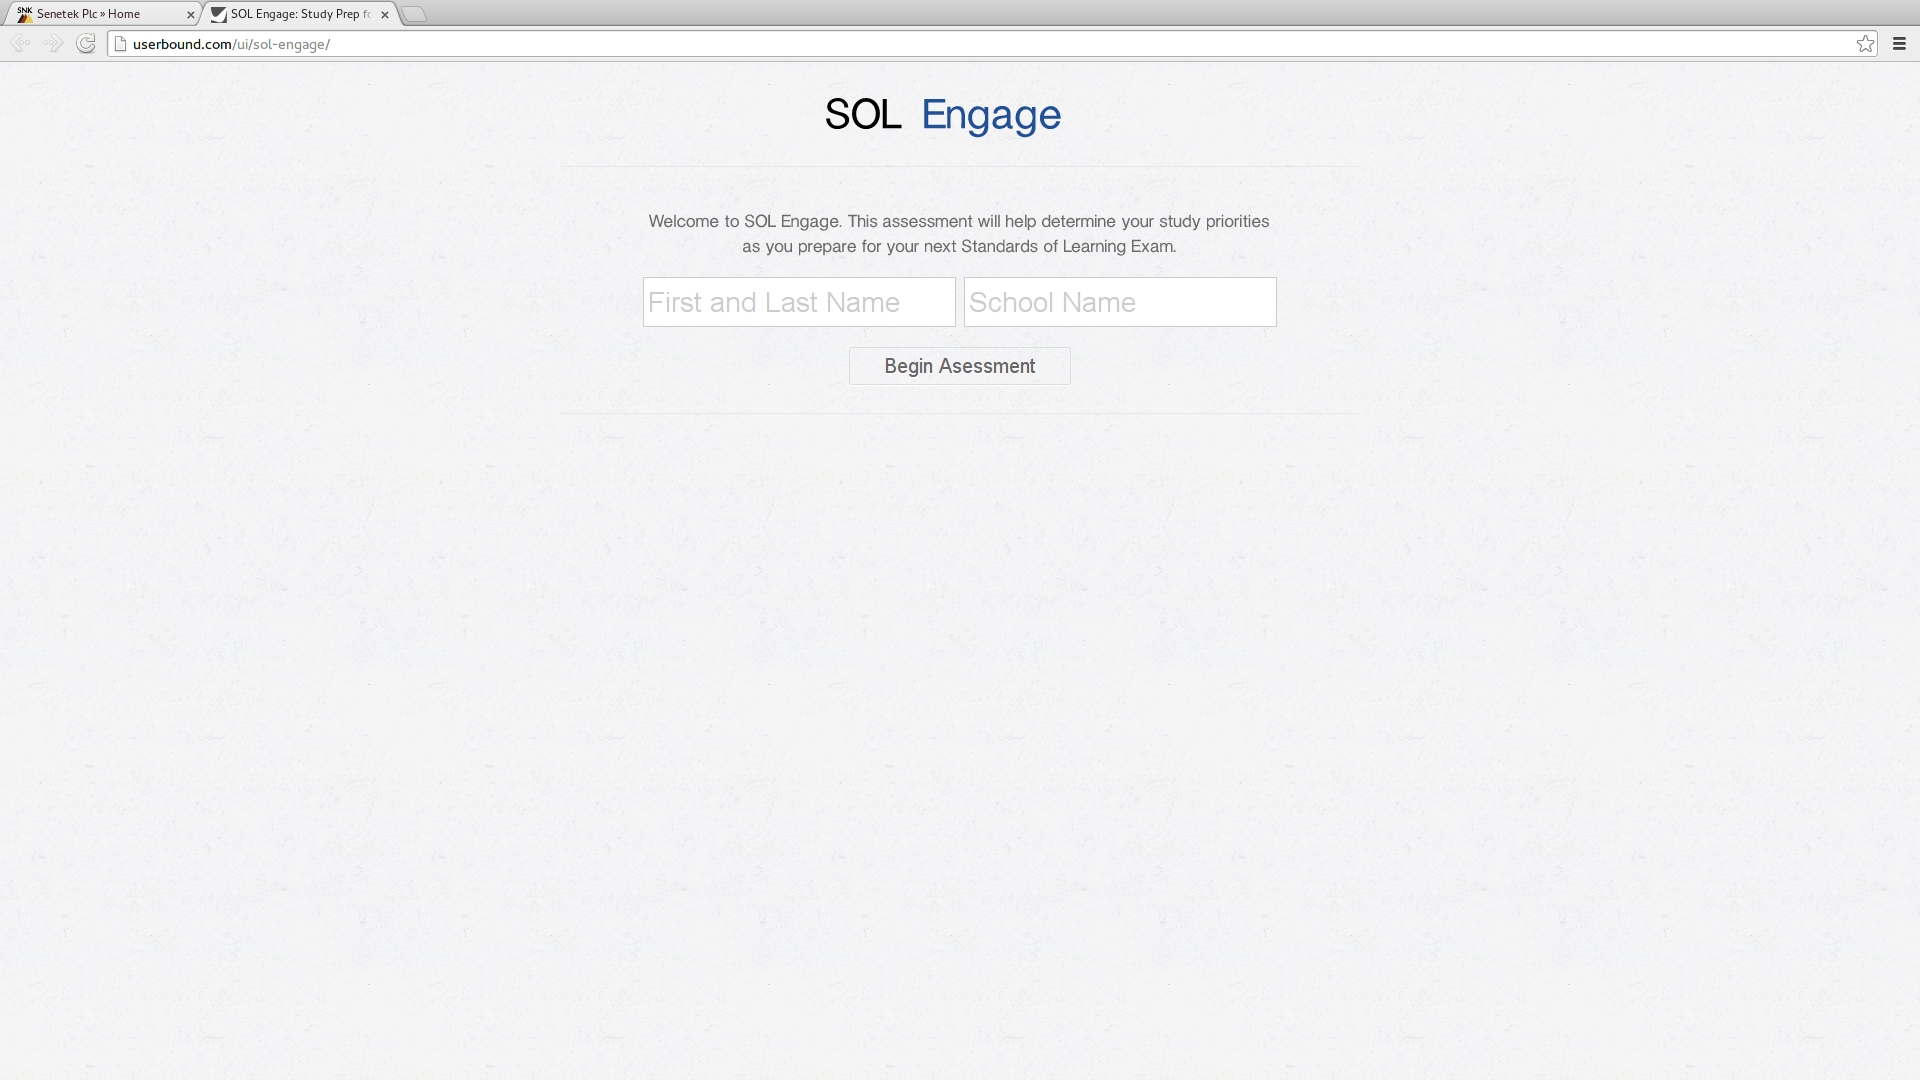 SNK Senetek Plc » Home
SOL Engage: Study Prep
userbound.com/ui/sol-engage/
SOL Engage
Welcome to SOL Engage. This assessment will help determine your study priorities
as you prepare for your next Standards of Learning Exam.
First and Last Name
School Name
Begin Asessment